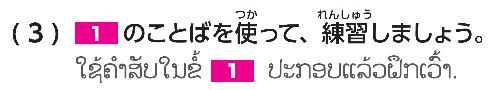 (3) 1 のことばを使って、練習しましょう。
ໃຊ້ຄຳສັບໃນຂໍ້ 1 ປະກອບແລ້ວຝຶກເວົ້າ.